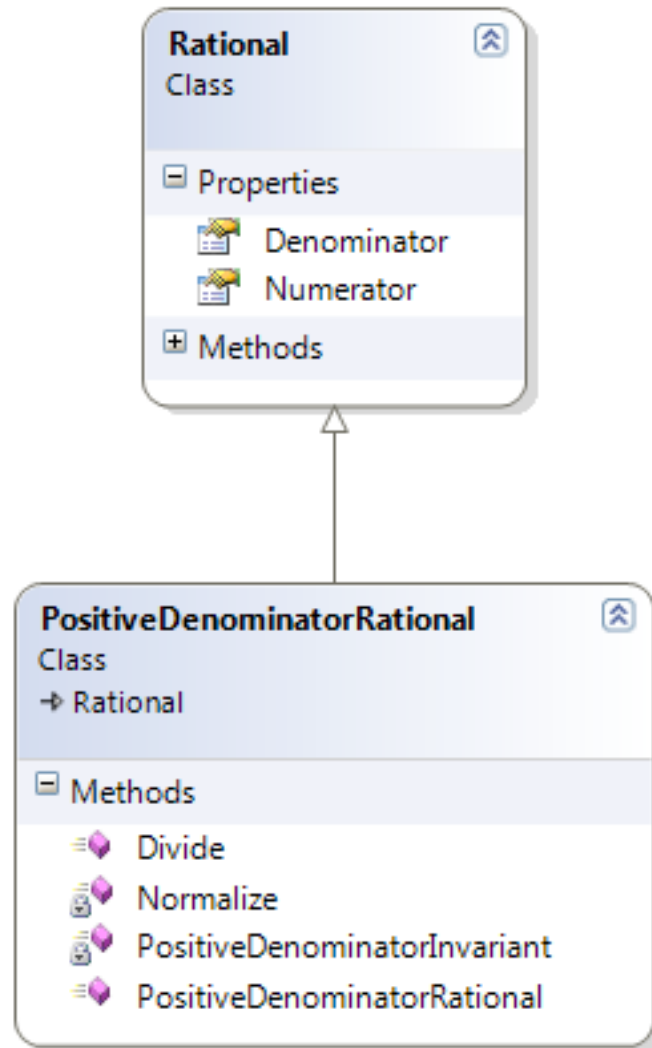 Rational
Class
Properties
Denominator
Numerator
Methods
PositiveDenominatorRational
Class
Rational
Methods
Divide
Normalize
PositiveDenominatorInvariant
PositiveDenominatorRational